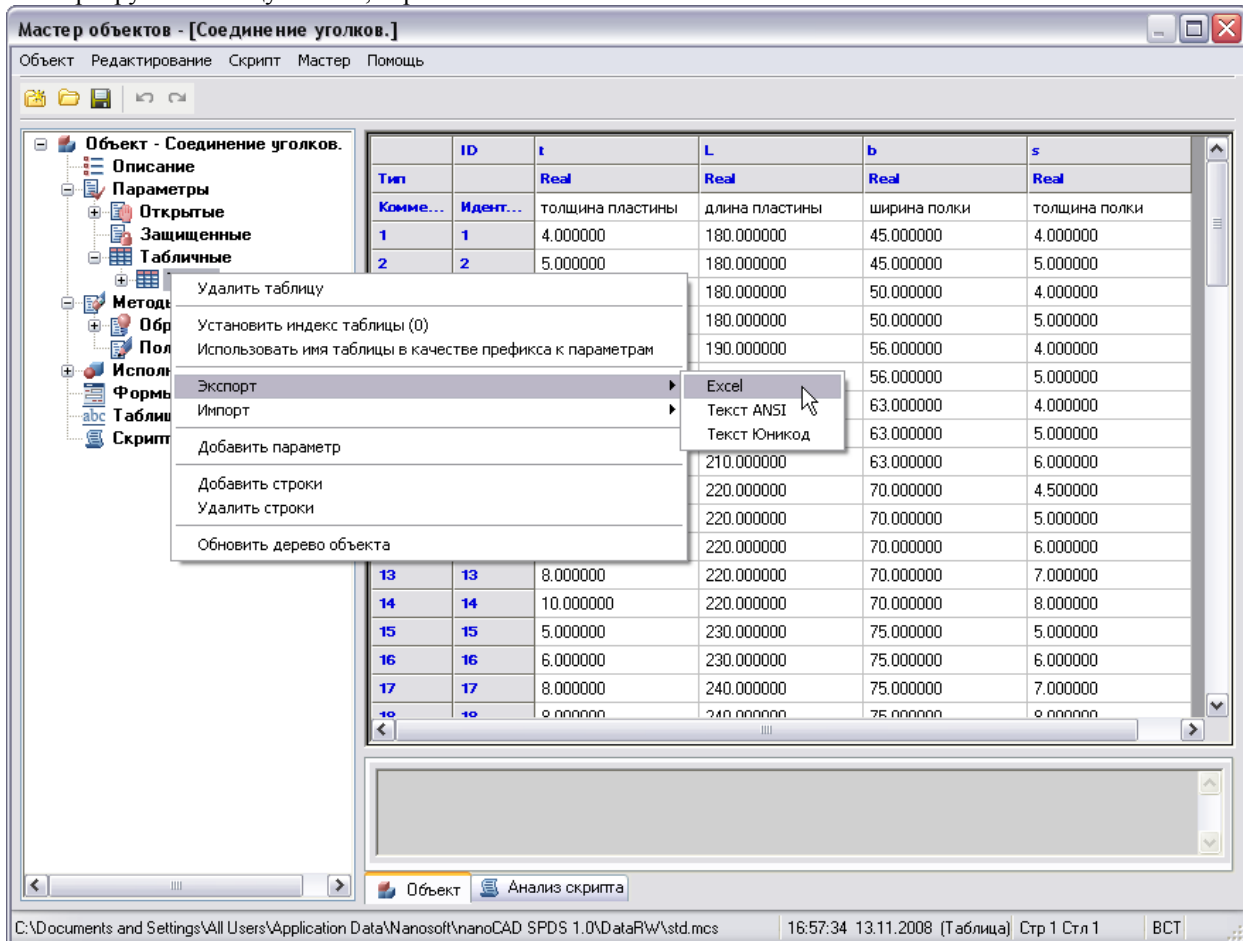 Мастер объектов - [Соединение уголков.]
Объект Редактирование Скрипт Мастер Помощь
Объект - Соединение уголков.
Описание
Параметры
Открытые
Защищенные
Табличные
Методы
Скрипт
abc
ID t L b s
Тип Real Real Real Real
Комме... Идент... толщина пластины длина пластины ширина полки толщина полки
1 1 4.000000 180.000000 45.000000 4.000000
2 2 5.000000 180.000000 45.000000 5.000000
180.000000 50.000000 4.000000
180.000000 50.000000 5.000000
190.000000 56.000000 4.000000
56.000000 5.000000
63.000000 4.000000
63.000000 5.000000
210.000000 63.000000 6.000000
220.000000 70.000000 4.500000
220.000000 70.000000 5.000000
220.000000 70.000000 6.000000
13 13 8.000000 220.000000 70.000000 7.000000
14 14 10.000000 220.000000 70.000000 8.000000
15 15 5.000000 230.000000 75.000000 5.000000
16 16 6.000000 230.000000 75.000000 6.000000
17 17 8.000000 240.000000 75.000000 7.000000
Удалить таблицу
Установить индекс таблицы (0)
Использовать имя таблицы в качестве префикса к параметрам
Экспорт
Импорт
Добавить параметр
Добавить строки
Удалить строки
Обновить дерево объекта
Excel
Текст ANSI
Текст Юникод
Объект Анализ скрипта
C:\Documents and Settings\All Users\Application Data\Nanosoft\nanoCAD SPDS 1.0\DataRW\std.mcs 16:57:34 13.11.2008 (Таблица) Стр 1 Стл 1 ВСТ